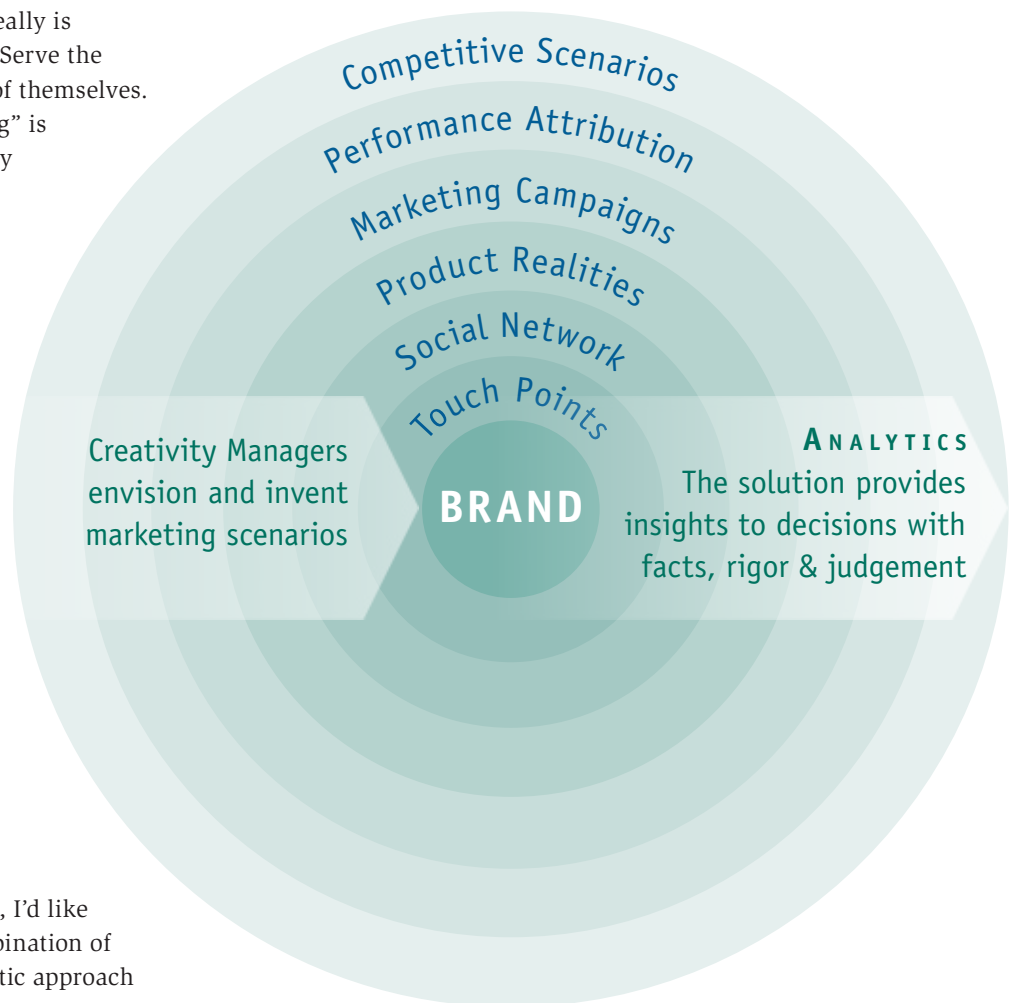 eally is
Serve the
of themselves.
g” is
y
Competitive Scenarios
Performance Attribution
Marketing Campaigns
Product Realities
Social Network
Touch Points
Creativity Managers
envision and invent
marketing scenarios
BRAND
ANALYTICS
The solution provides
insights to decisions with
facts, rigor & judgement
, I’d like
bination of
tic approach